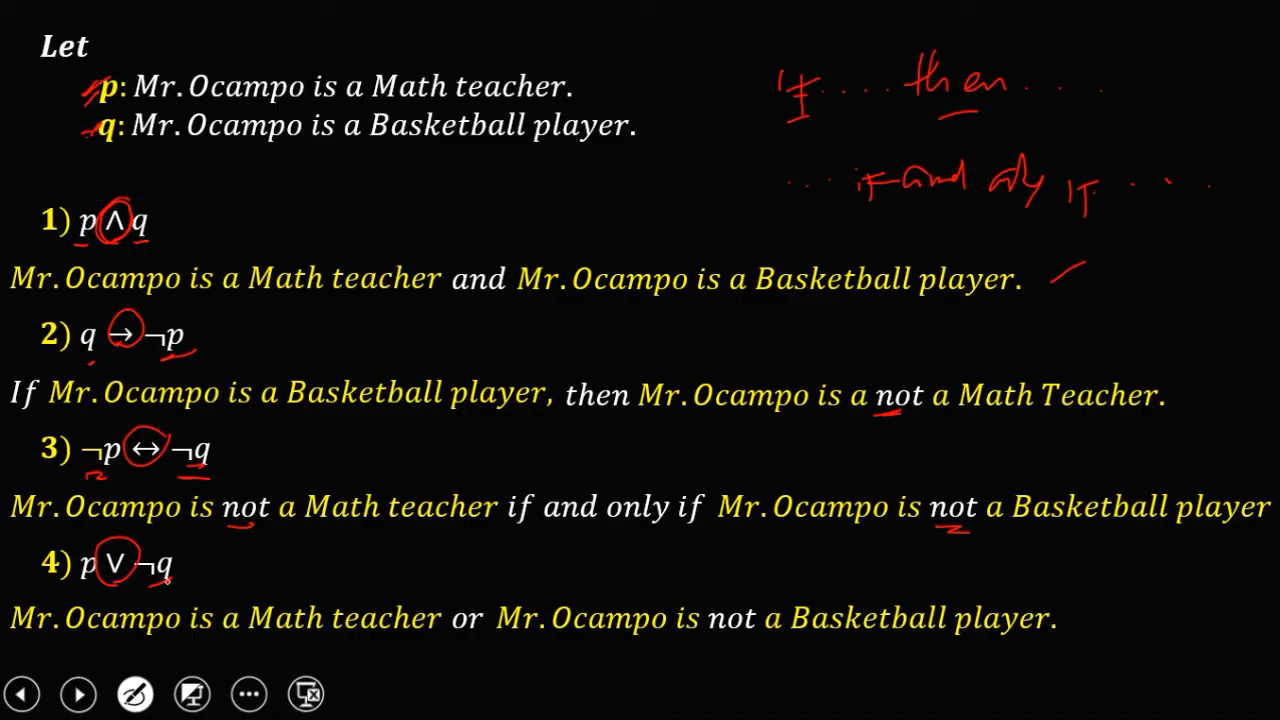 Let
p: Mr. Ocampo is a Math teacher.
q: Mr. Ocampo is a Basketball player.
If .... then ....
... if and only if ....
1) p ∧ q
Mr. Ocampo is a Math teacher and Mr. Ocampo is a Basketball player.
2) q → ¬p
If Mr. Ocampo is a Basketball player, then Mr. Ocampo is a not a Math Teacher.
3) ¬p ↔ ¬q
Mr. Ocampo is not a Math teacher if and only if Mr. Ocampo is not a Basketball player
4) p ∨ ¬q
Mr. Ocampo is a Math teacher or Mr. Ocampo is not a Basketball player.